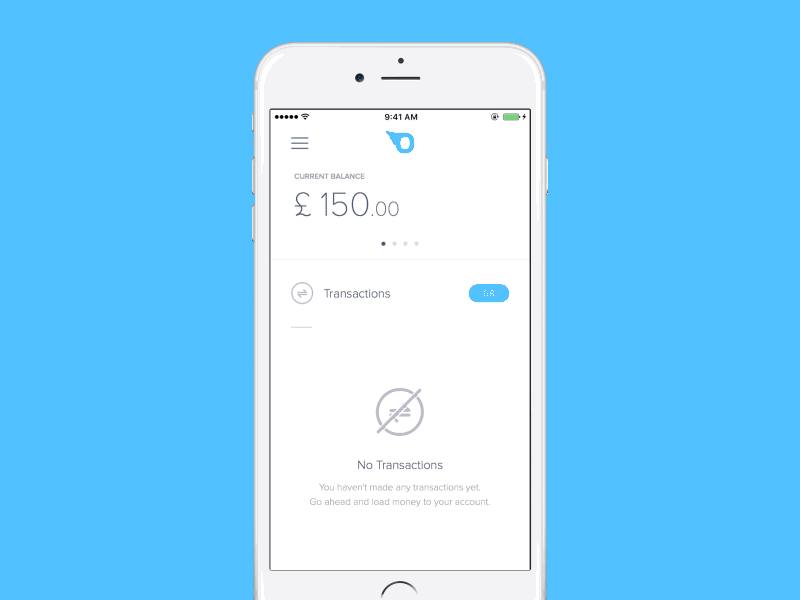 9:41 AM
CURRENT BALANCE
£ 150.00
Transactions
No Transactions
You haven't made any transactions yet.
Go ahead and load money to your account.